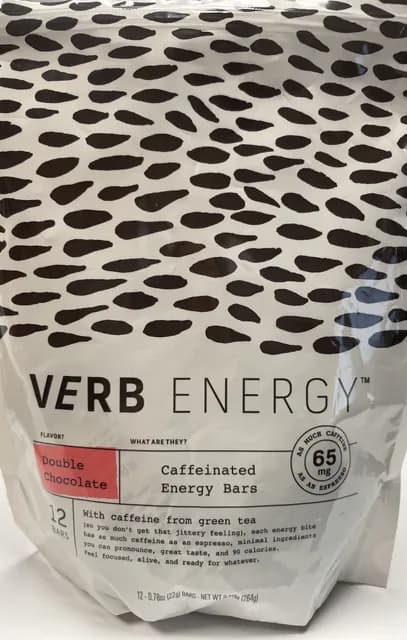 VERB ENERGY™
FLAVOR?
WHAT ARE THEY?
Double
Chocolate
Caffeinated
Energy Bars
AS MUCH CAFFEINE
65
mg
AS AN ESPRESSO
12
BARS
With caffeine from green tea
(so you don't get that jittery feeling), each energy bite
has as much caffeine as an espresso, minimal ingredients
you can pronounce, great taste, and 90 calories.
Feel focused, alive, and ready for whatever.
12 - 0.78oz (22g) BARS - NET WT (264g)